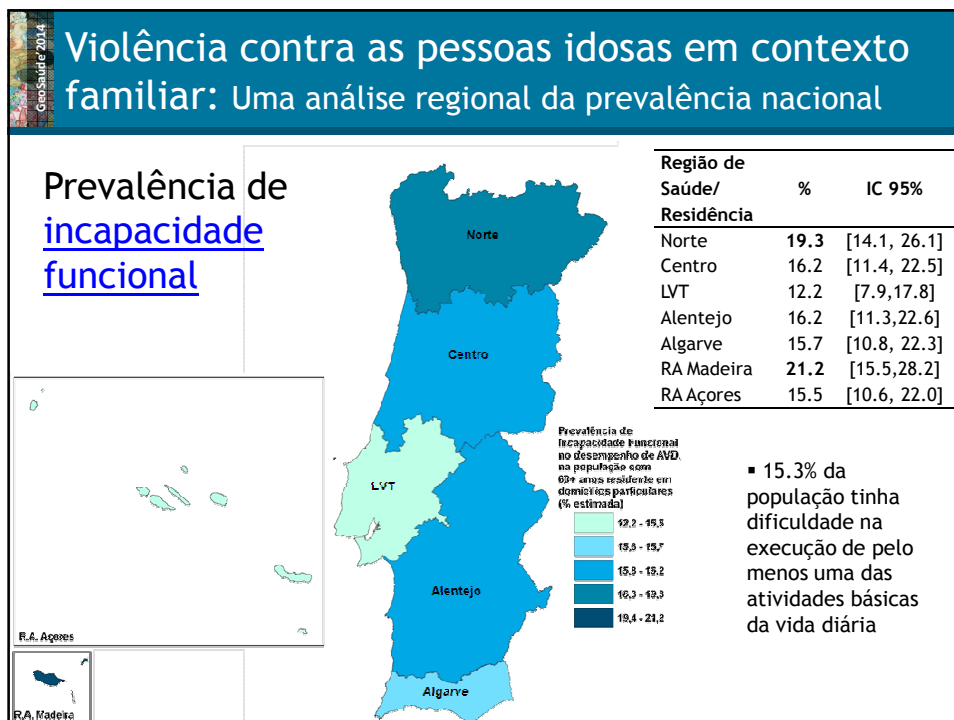 GeoSaúde'2014
Violência contra as pessoas idosas em contexto
familiar: Uma análise regional da prevalência nacional
Prevalência de
incapacidade
funcional
Região de
Saúde/ % IC 95%
Residência
Norte 19.3 [14.1, 26.1]
Centro 16.2 [11.4, 22.5]
LVT 12.2 [7.9,17.8]
Alentejo 16.2 [11.3,22.6]
Algarve 15.7 [10.8, 22.3]
RA Madeira 21.2 [15.5,28.2]
RA Açores 15.5 [10.6, 22.0]
Norte
Centro
LVT
Alentejo
Algarve
R.A. Açores
R.A. Madeira
Prevalência de
Incapacidade Funcional
no desempenho de AVD
na população com
anos residente em
domicílios particulares
(% estimada)
12,2 - 15,5
15,6 - 15,7
15,8 - 16,2
16,3 - 19,3
19,4 - 21,2
▪ 15.3% da
população tinha
dificuldade na
execução de pelo
menos uma das
atividades básicas
da vida diária